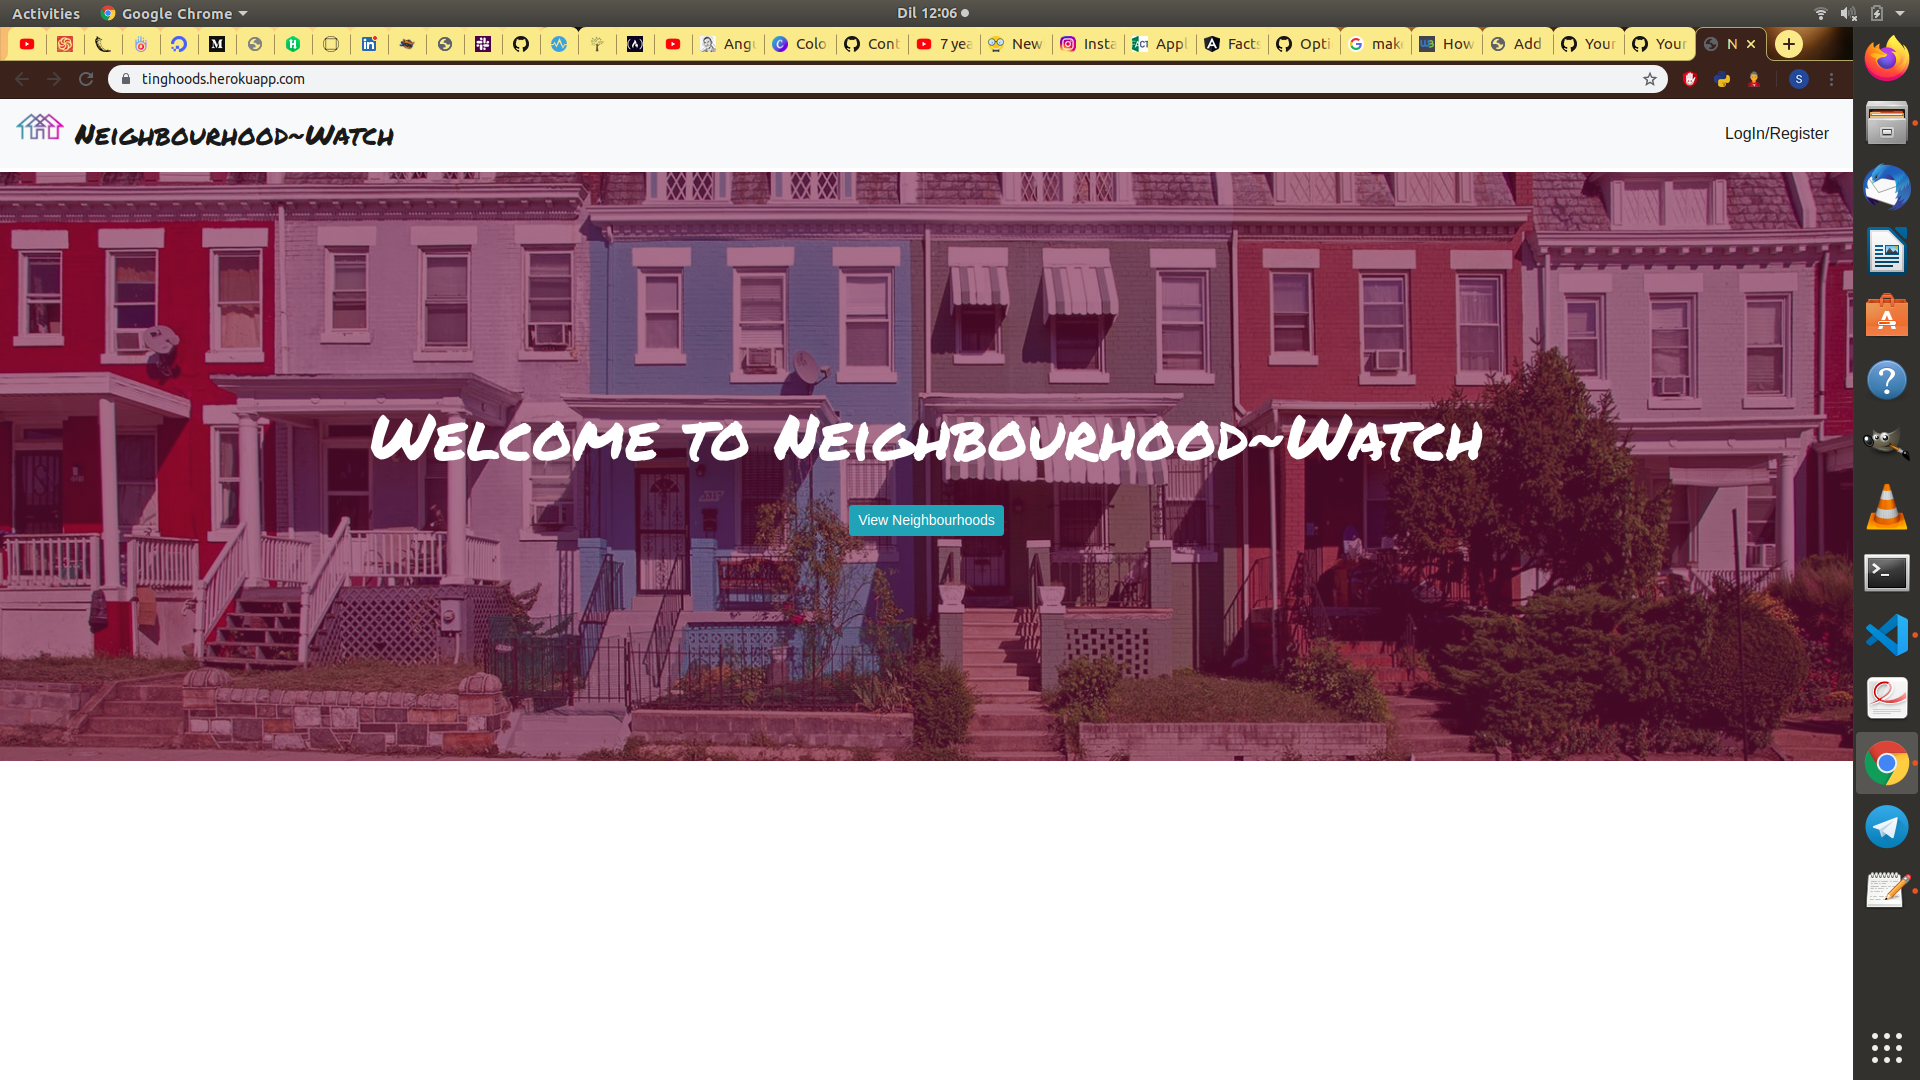 Activities Google Chrome Dil 12:06
Angu Colo Cont 7 yea New Insta Appl Facts Opti make How Add Your Your N
tinghoods.herokuapp.com S
Neighbourhood~Watch LogIn/Register
Welcome to Neighbourhood~Watch
View Neighbourhoods